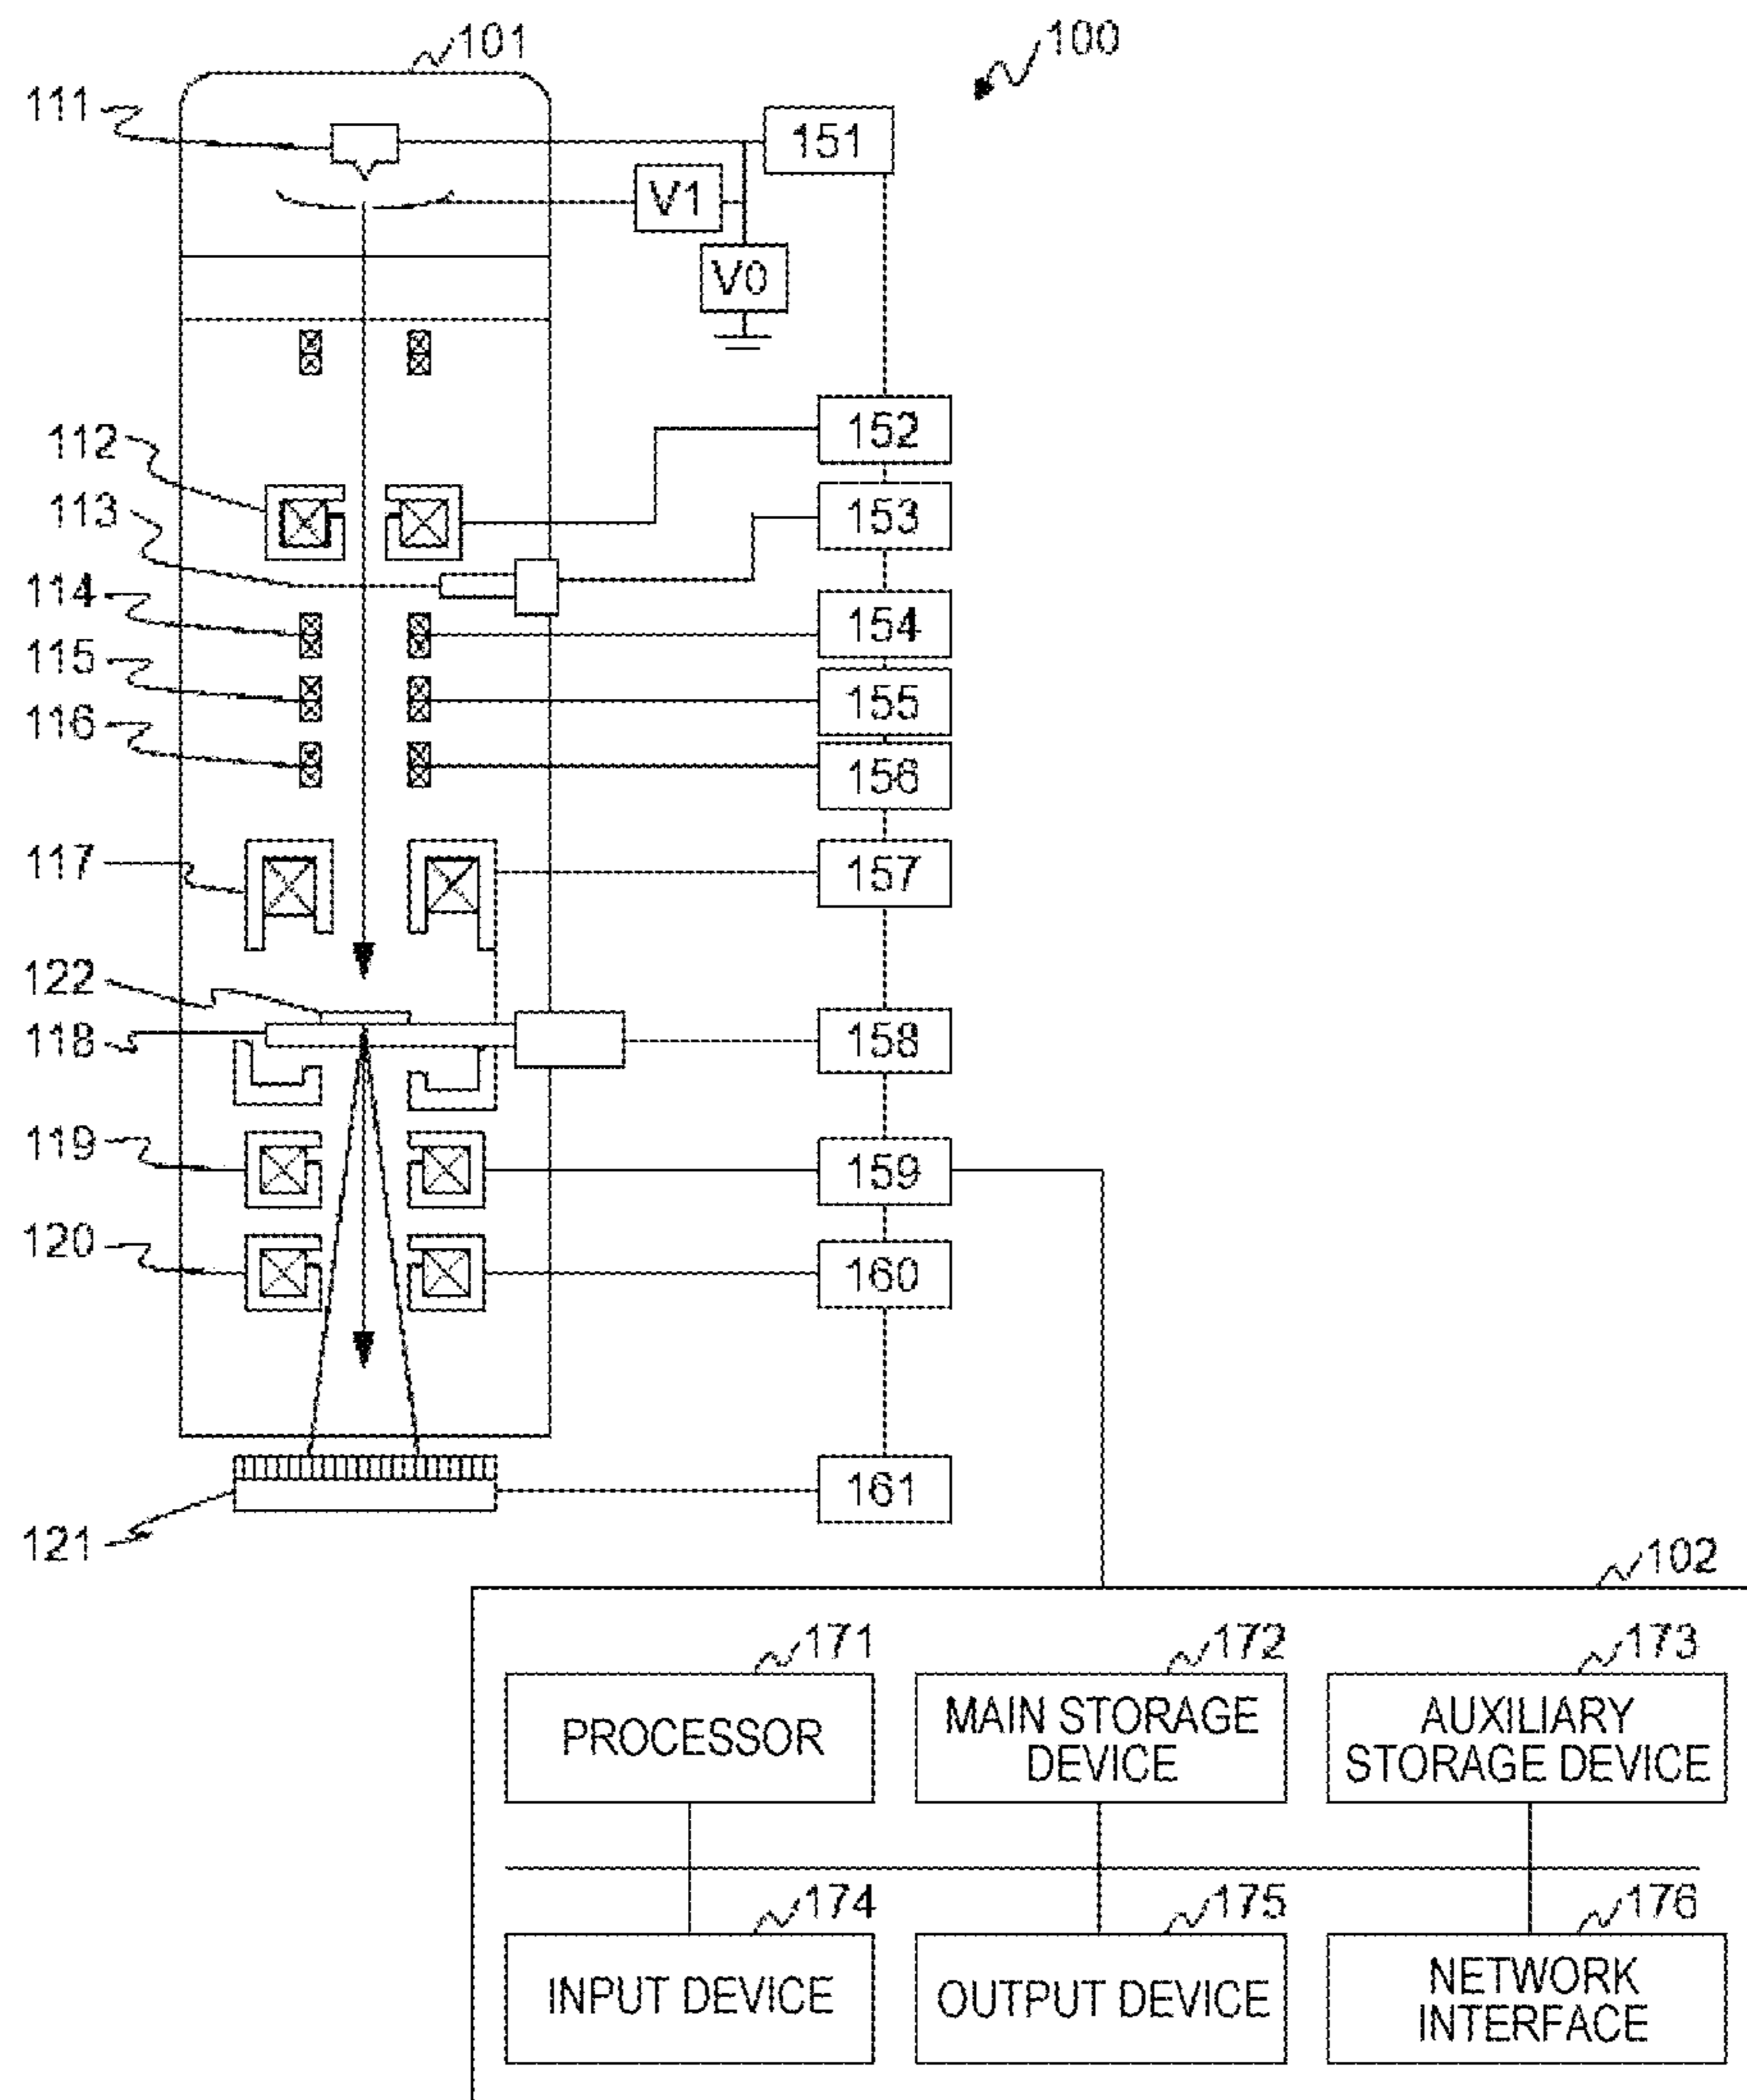 101
100
111
151
V1
V0
112
152
113
153
114
154
115
155
116
156
117
157
122
118
158
119
159
120
160
121
161
102
171
172
173
PROCESSOR
MAIN STORAGE
DEVICE
AUXILIARY
STORAGE DEVICE
174
175
176
INPUT DEVICE
OUTPUT DEVICE
NETWORK
INTERFACE